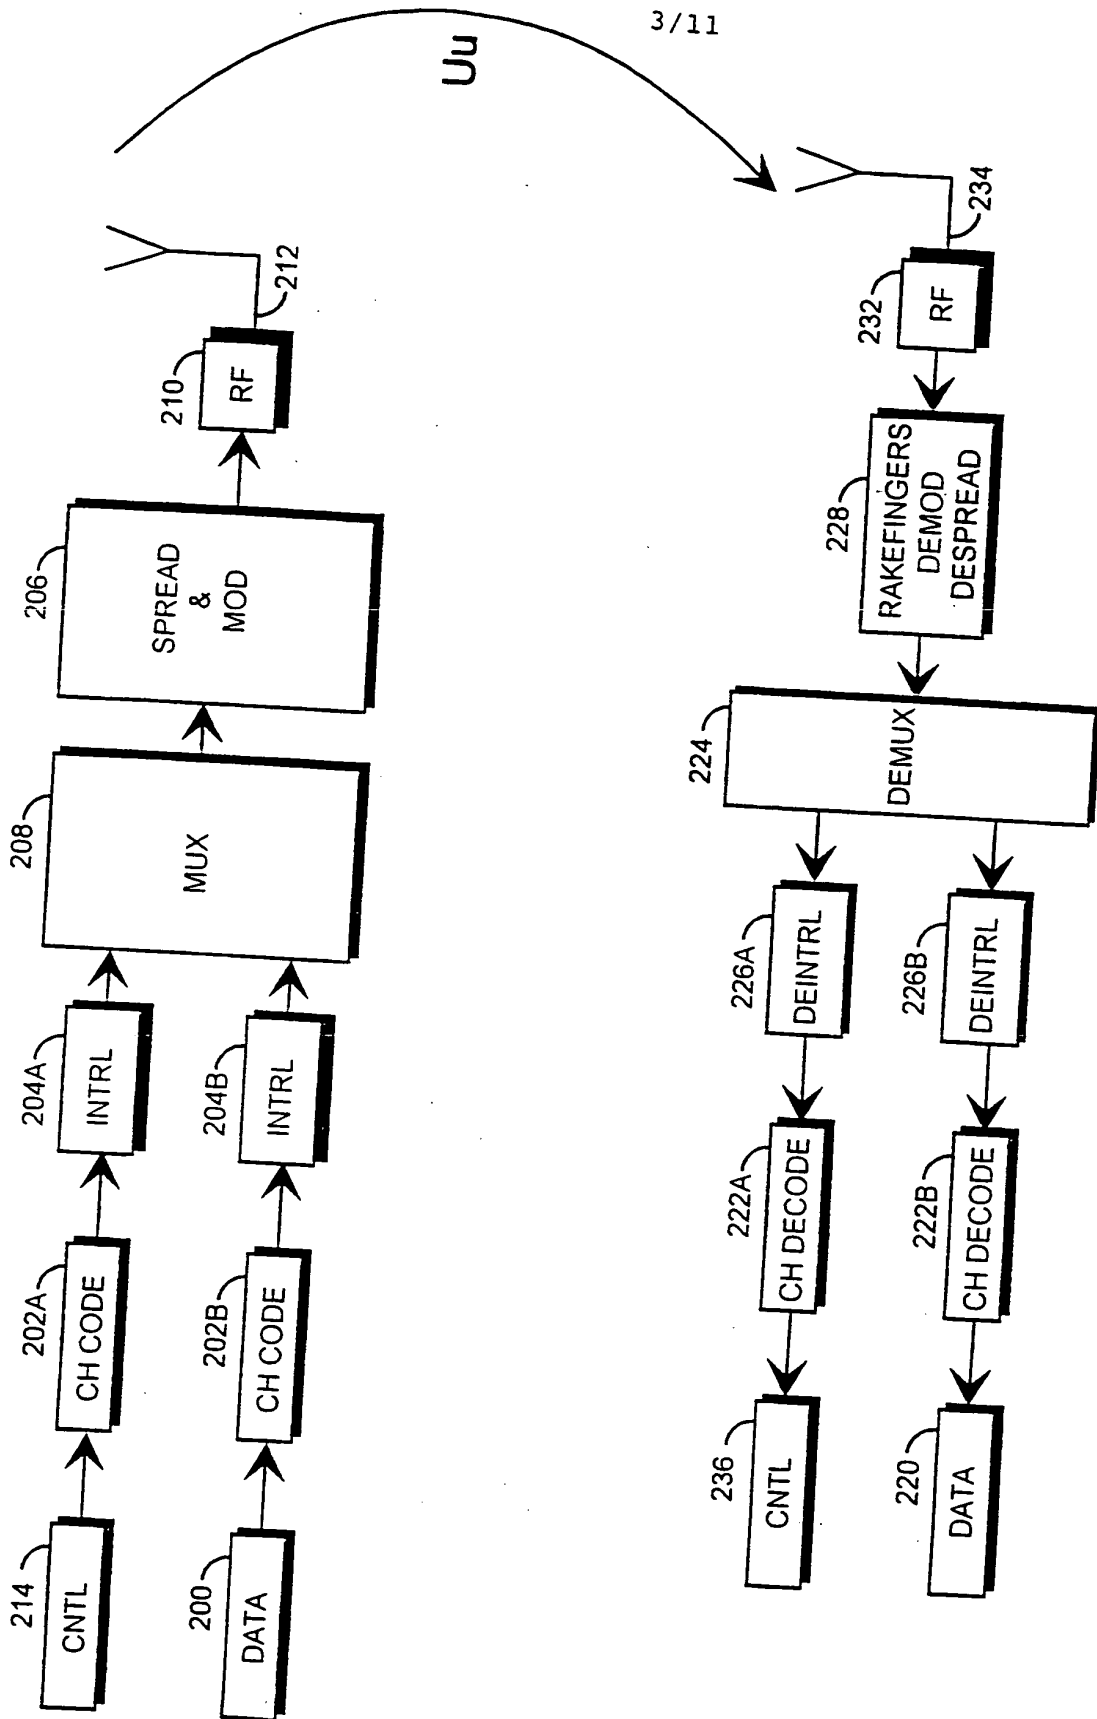 3/11
Uu
214
CNTL
202A
CH CODE
204A
INTRL
200
DATA
202B
CH CODE
204B
INTRL
208
MUX
206
SPREAD
&
MOD
210
RF
212
236
CNTL
222A
CH DECODE
226A
DEINTRL
220
DATA
222B
CH DECODE
226B
DEINTRL
224
DEMUX
228
RAKEFINGERS
DEMOD
DESPREAD
232
RF
234